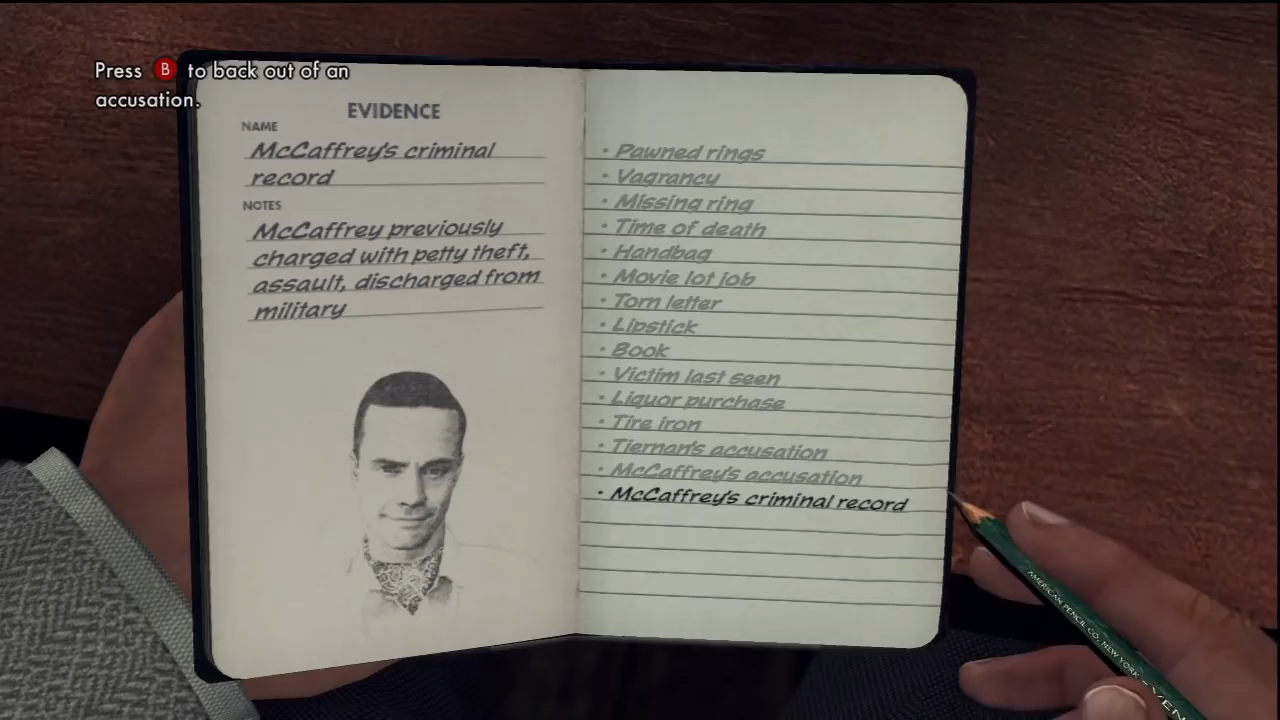 Press B to back out of an
accusation.
EVIDENCE
NAME
McCaffrey's criminal
record
NOTES
McCaffrey previously
charged with petty theft,
assault, discharged from
military
· Pawned rings
· Vagrancy
· Missing ring
· Time of death
· Handbag
· Movie lot job
· Torn letter
· Lipstick
· Book
· Victim last seen
· Liquor purchase
· Tire iron
· Tiernan's accusation
· McCaffrey's accusation
· McCaffrey's criminal record
AMERICAN PENCIL CO. NEW YORK